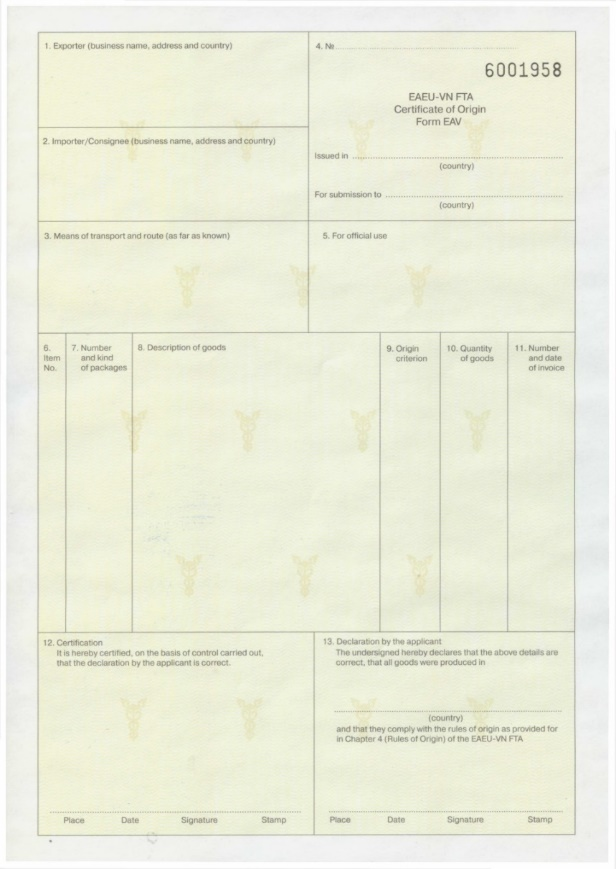 1. Exporter (business name, address and country)
4. №
6001958
EAEU-VN FTA
Certificate of Origin
Form EAV
2. Importer/Consignee (business name, address and country)
Issued in
(country)
For submission to
(country)
3. Means of transport and route (as far as known)
5. For official use
6.
Item
No.
7. Number
and kind
of packages
8. Description of goods
9. Origin
criterion
10. Quantity
of goods
11. Number
and date
of invoice
12. Certification
It is hereby certified, on the basis of control carried out,
that the declaration by the applicant is correct.
13. Declaration by the applicant
The undersigned hereby declares that the above details are
correct, that all goods were produced in
(country)
and that they comply with the rules of origin as provided for
in Chapter 4 (Rules of Origin) of the EAEU-VN FTA
Place Date Signature Stamp
Place Date Signature Stamp